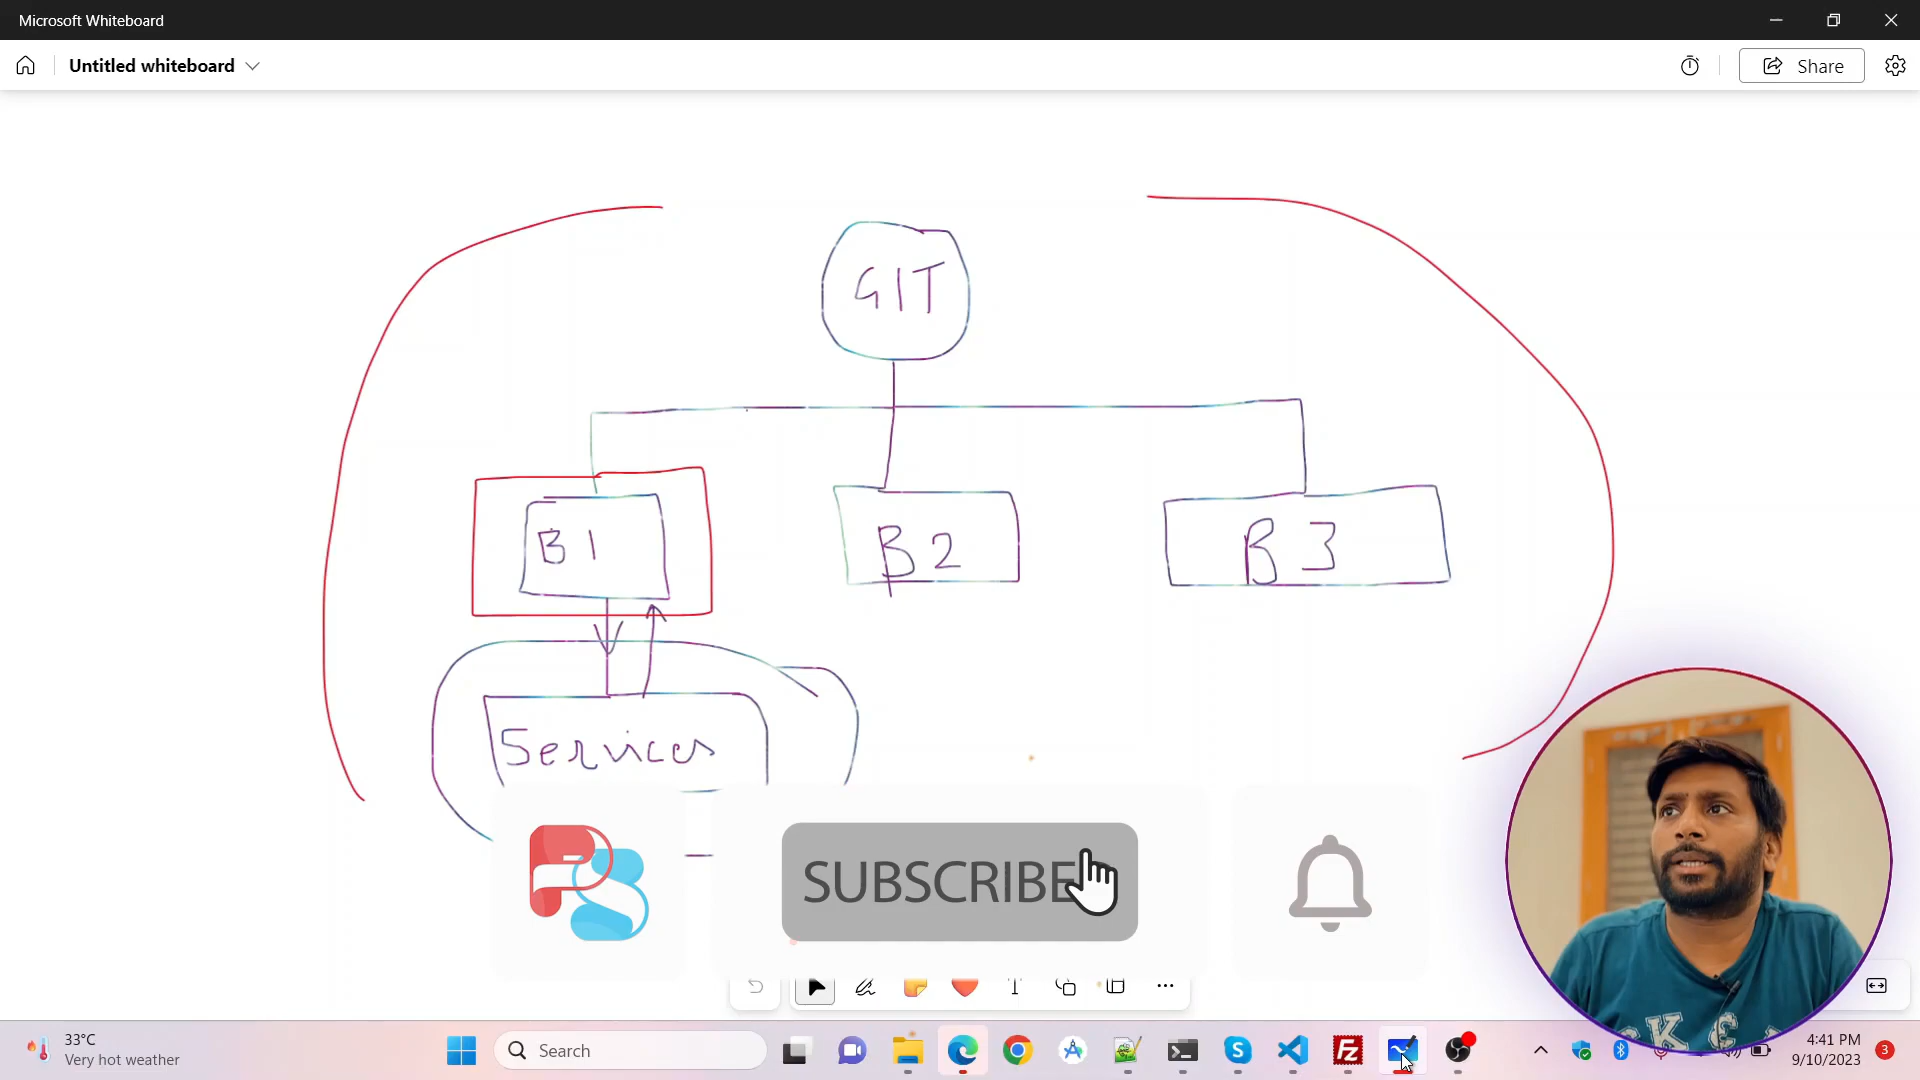 Microsoft Whiteboard
Untitled whiteboard
Share
GIT
B1
B2
B3
Services
SUBSCRIBE
33°C
Very hot weather
Search
4:41 PM
9/10/2023
3